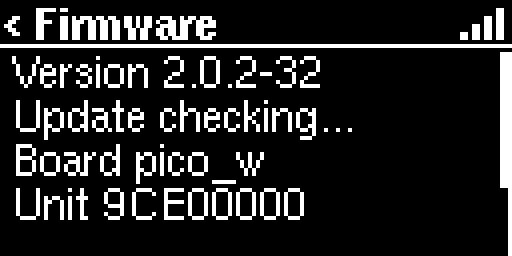 < Firmware
Version 2.0.2-32
Update checking...
Board pico_w
Unit 9CE00000